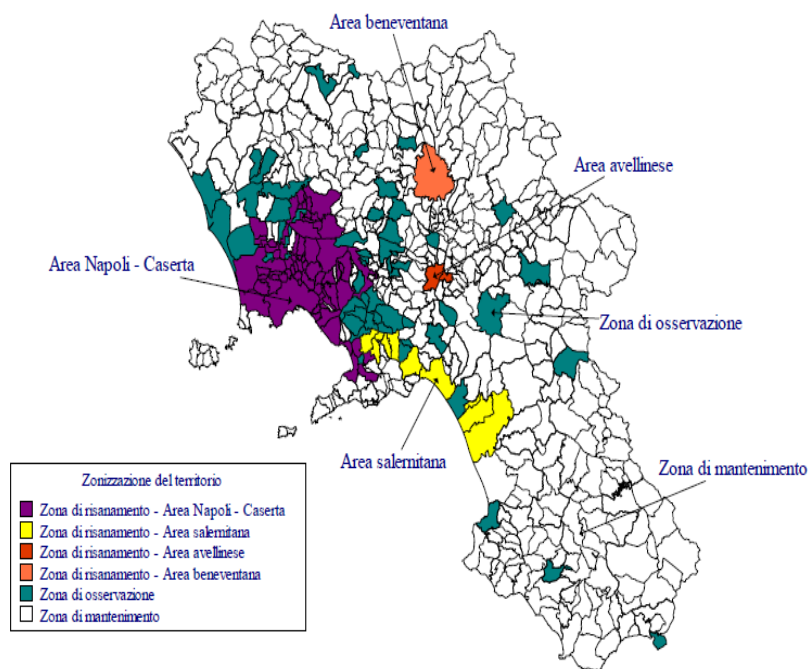 Area beneventana
Area avellinese
Area Napoli - Caserta
Zona di osservazione
Area salernitana
Zona di mantenimento
Zonizzazione del territorio
Zona di risanamento - Area Napoli - Caserta
Zona di risanamento - Area salernitana
Zona di risanamento - Area avellinese
Zona di risanamento - Area beneventana
Zona di osservazione
Zona di mantenimento